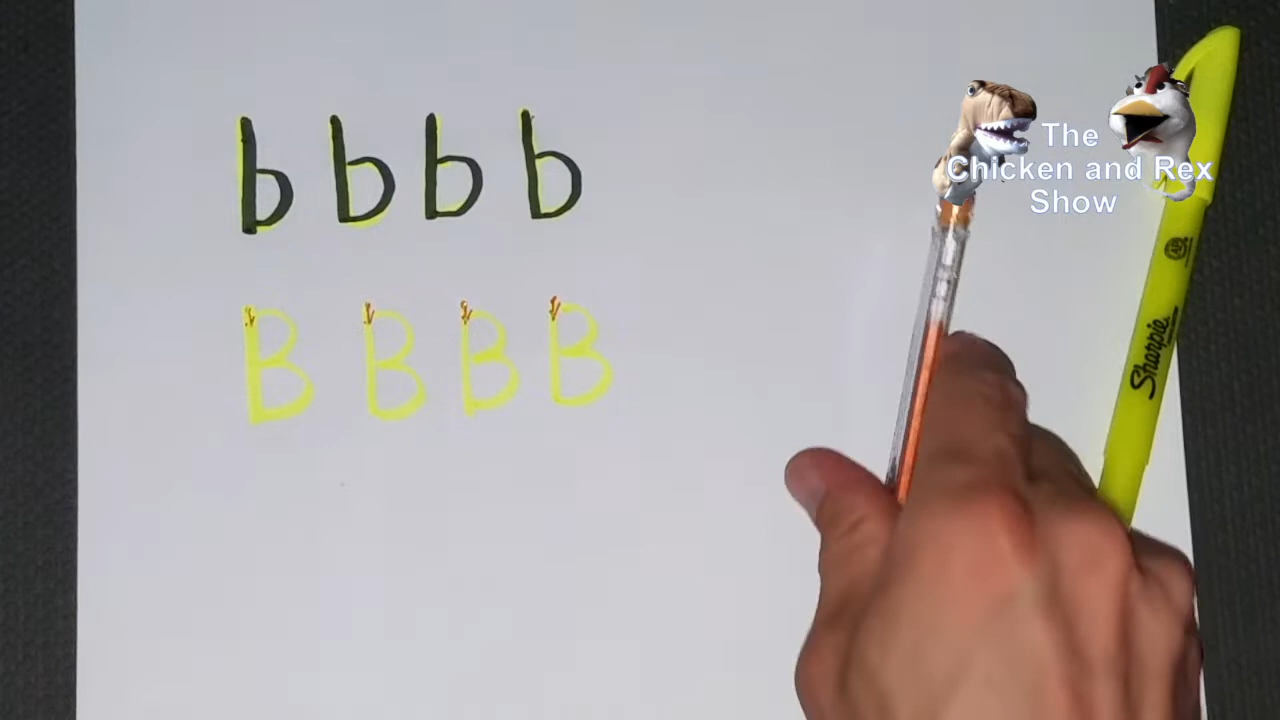 b b b b
B B B B
The
Chicken and Rex
Show
Sharpie